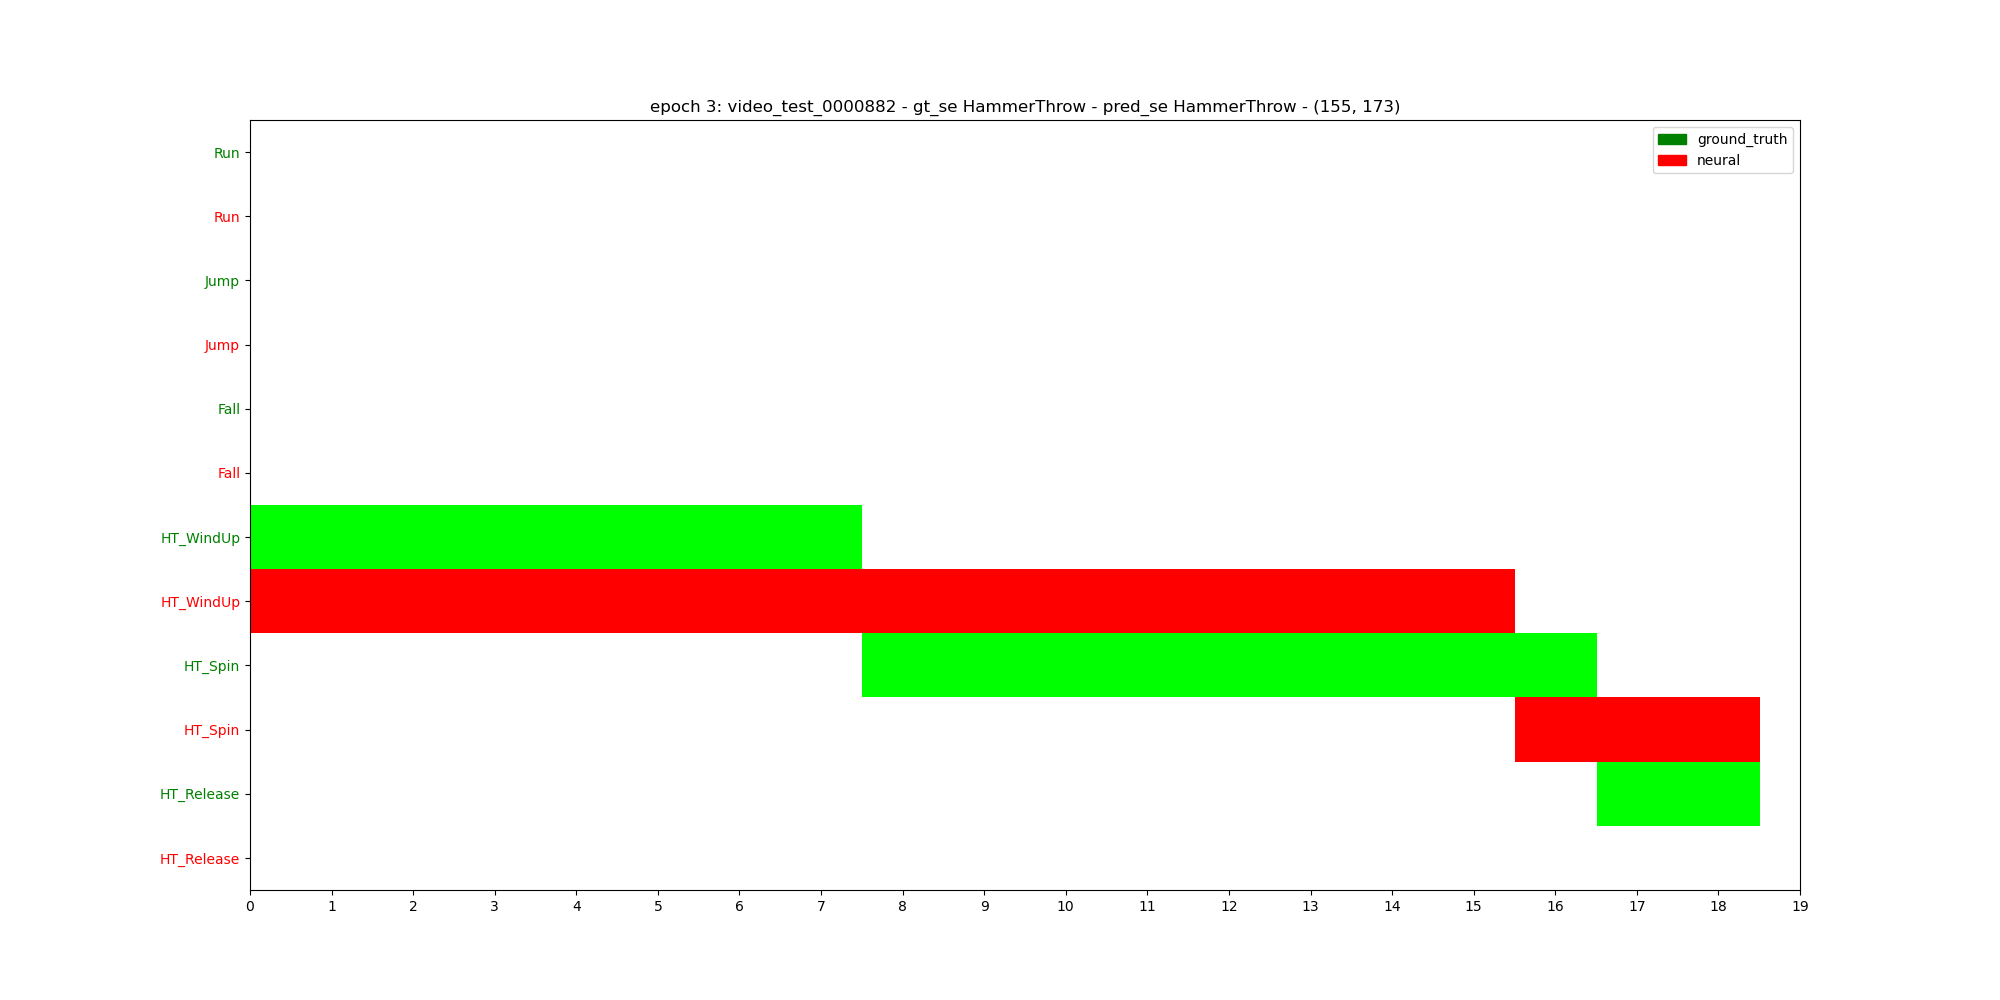 epoch 3: video_test_0000882 - gt_se HammerThrow - pred_se HammerThrow - (155, 173)
ground_truth
neural
Run
Run
Jump
Jump
Fall
Fall
HT_WindUp
HT_WindUp
HT_Spin
HT_Spin
HT_Release
HT_Release
0 1 2 3 4 5 6 7 8 9 10 11 12 13 14 15 16 17 18 19